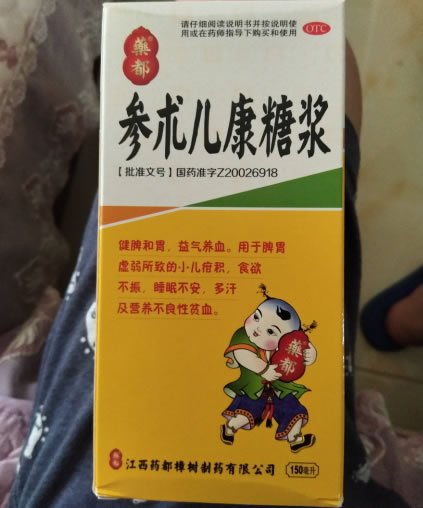 请仔细阅读说明书并按说明使
用或在药师指导下购买和使用
OTC
藥都
参术儿康糖浆
【批准文号】国药准字Z20026918
健脾和胃,益气养血。用于脾胃
虚弱所致的小儿疳积,食欲
不振,睡眠不安,多汗
及营养不良性贫血。
藥都
藥都
江西药都樟树制药有限公司
150毫升